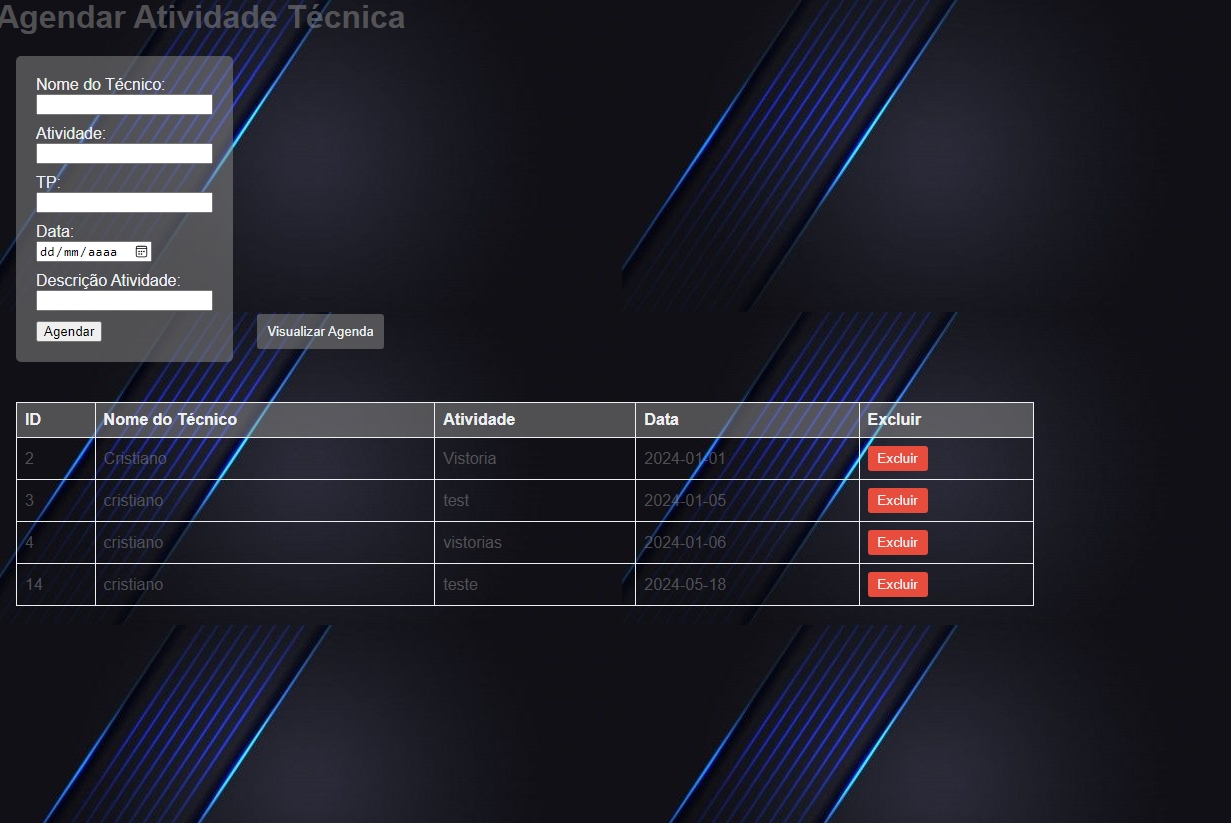 Agendar Atividade Técnica
Nome do Técnico:
Atividade:
TP:
Data:
dd/mm/aaaa
Descrição Atividade:
Agendar
Visualizar Agenda
ID Nome do Técnico Atividade Data Excluir
2 Cristiano Vistoria 2024-01-01 Excluir
3 cristiano test 2024-01-05 Excluir
4 cristiano vistorias 2024-01-06 Excluir
14 cristiano teste 2024-05-18 Excluir